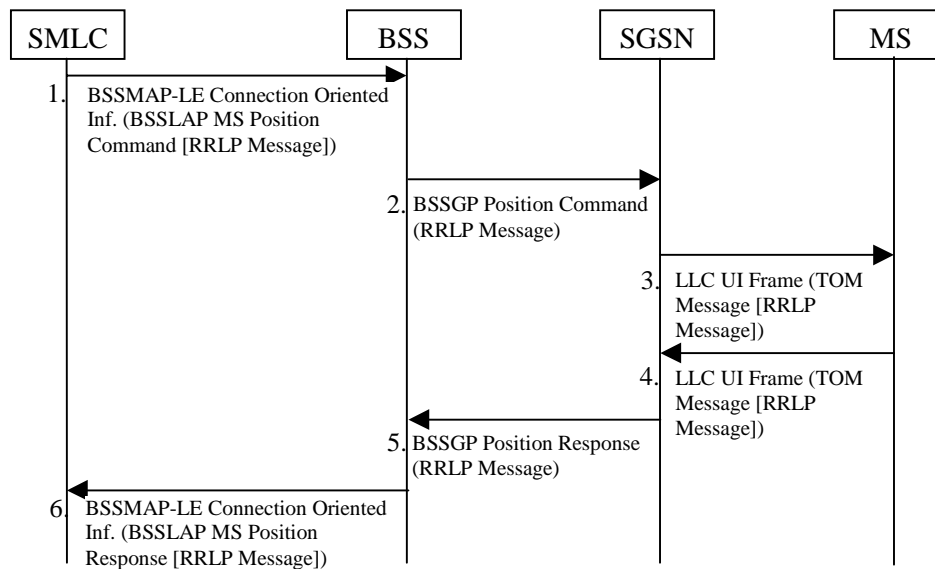 SMLC BSS SGSN MS
1. BSSMAP-LE Connection Oriented
Inf. (BSSLAP MS Position
Command [RRLP Message])
2. BSSGP Position Command
(RRLP Message)
3. LLC UI Frame (TOM
Message [RRLP
Message])
4. LLC UI Frame (TOM
Message [RRLP
Message])
5. BSSGP Position Response
(RRLP Message)
6. BSSMAP-LE Connection Oriented
Inf. (BSSLAP MS Position
Response [RRLP Message])